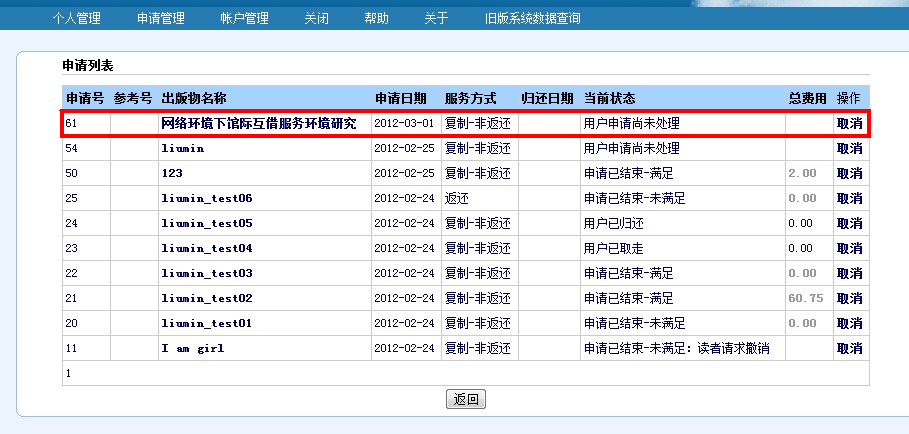 个人管理 申请管理 帐户管理 关闭 帮助 关于 旧版系统数据查询
申请列表
申请号 参考号 出版物名称 申请日期 服务方式 归还日期 当前状态 总费用 操作
61 网络环境下馆际互借服务环境研究 2012-03-01 复制-非返还 用户申请尚未处理 取消
54 liumin 2012-02-25 复制-非返还 用户申请尚未处理 取消
50 123 2012-02-25 复制-非返还 申请已结束-满足 2.00 取消
25 liumin_test06 2012-02-24 返还 申请已结束-未满足 0.00 取消
24 liumin_test05 2012-02-24 复制-非返还 用户已归还 0.00 取消
23 liumin_test04 2012-02-24 复制-非返还 用户已取走 0.00 取消
22 liumin_test03 2012-02-24 复制-非返还 申请已结束-满足 0.00 取消
21 liumin_test02 2012-02-24 复制-非返还 申请已结束-满足 60.75 取消
20 liumin_test01 2012-02-24 复制-非返还 申请已结束-未满足 0.00 取消
11 I am girl 2012-02-24 复制-非返还 申请已结束-未满足：读者请求撤销 取消
1
返回